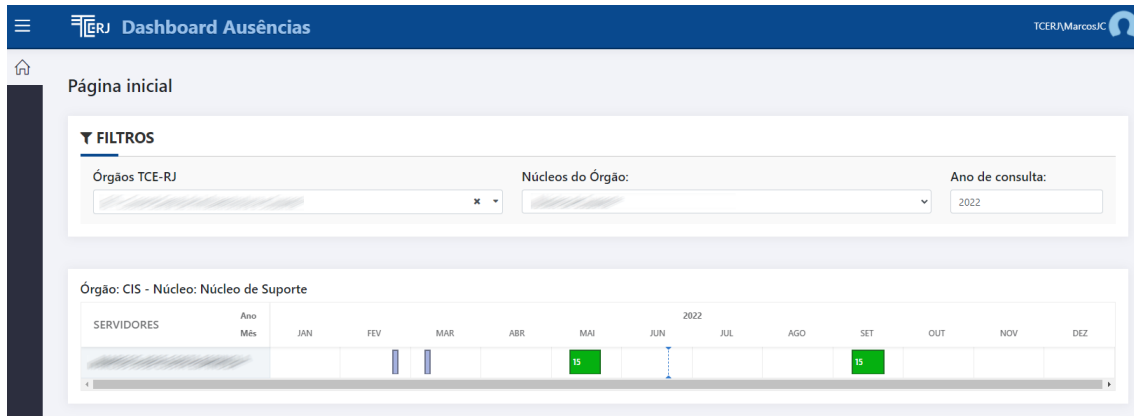 TCERJ Dashboard Ausências
TCERJ\MarcosJC
Página inicial
FILTROS
Órgãos TCE-RJ
Núcleos do Órgão:
Ano de consulta:
2022
Órgão: CIS - Núcleo: Núcleo de Suporte
SERVIDORES
Ano
2022
Mês
JAN FEV MAR ABR MAI JUN JUL AGO SET OUT NOV DEZ
15 15